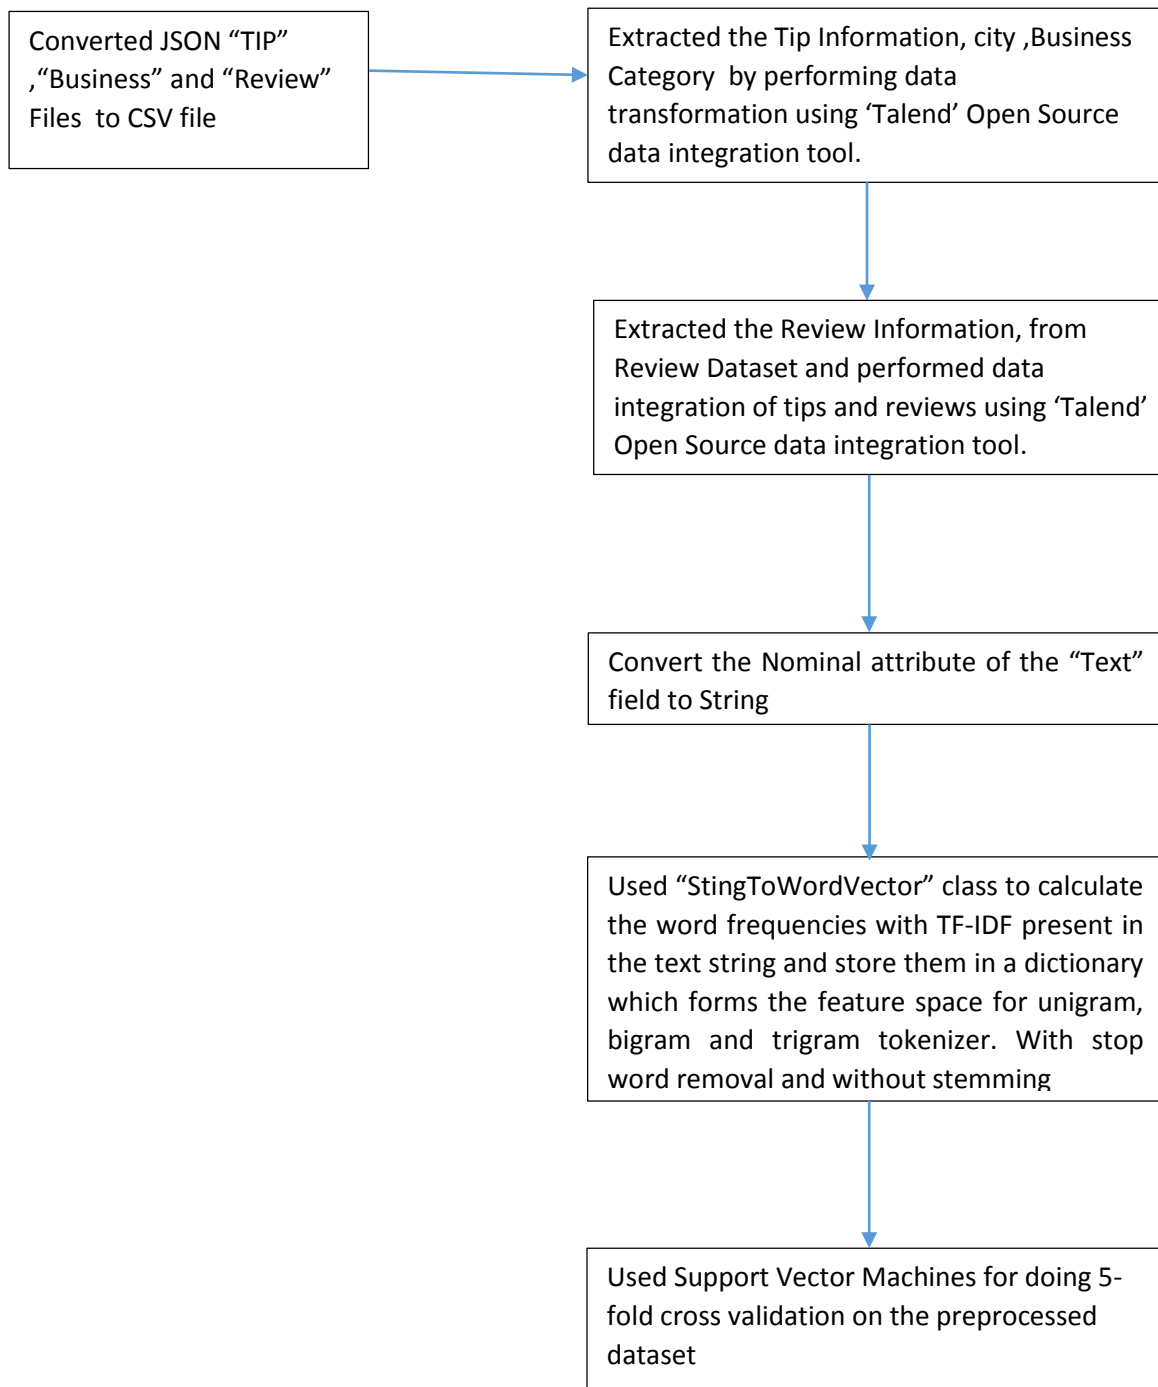 Converted JSON “TIP”
,“Business” and “Review”
Files to CSV file
Extracted the Tip Information, city ,Business
Category by performing data
transformation using ‘Talend’ Open Source
data integration tool.
Extracted the Review Information, from
Review Dataset and performed data
integration of tips and reviews using ‘Talend’
Open Source data integration tool.
Convert the Nominal attribute of the “Text”
field to String
Used “StingToWordVector” class to calculate
the word frequencies with TF-IDF present in
the text string and store them in a dictionary
which forms the feature space for unigram,
bigram and trigram tokenizer. With stop
word removal and without stemming
Used Support Vector Machines for doing 5-
fold cross validation on the preprocessed
dataset